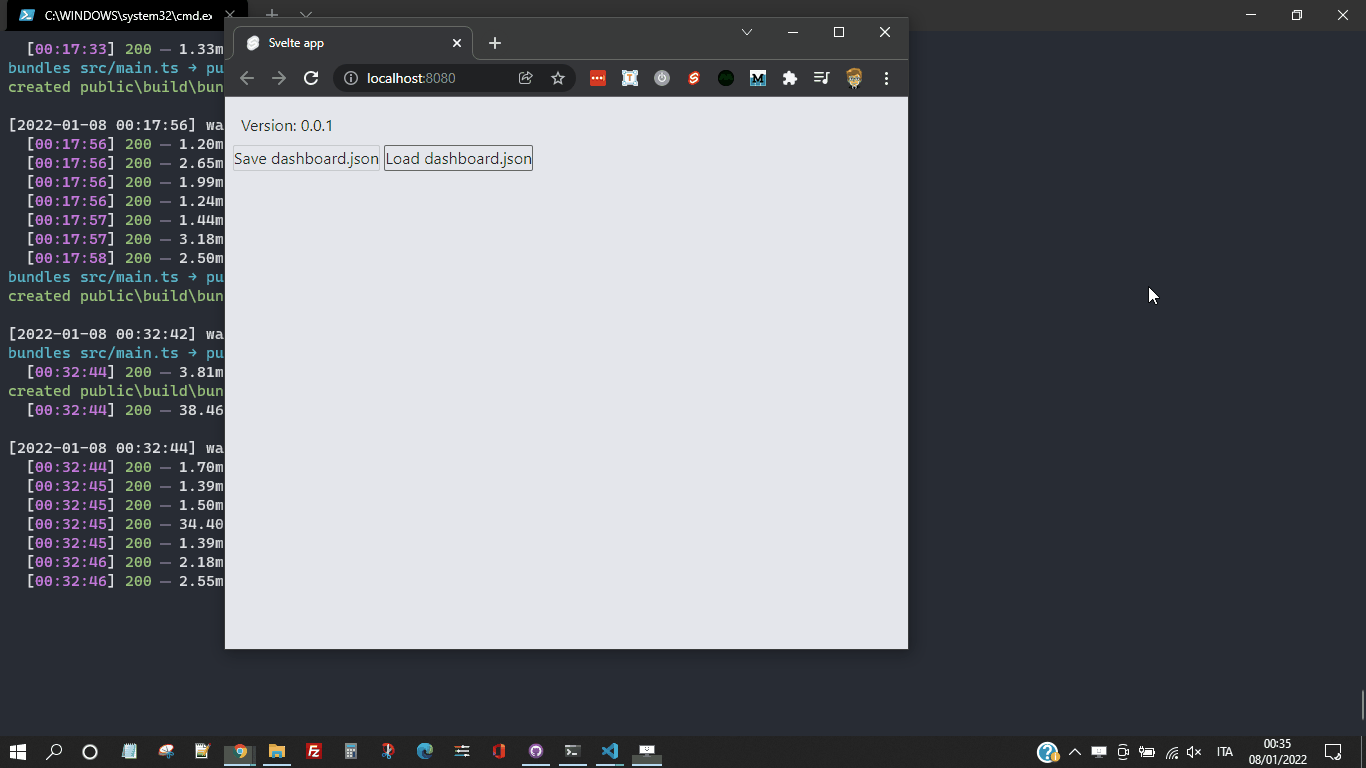 C:\WINDOWS\system32\cmd.ex
[00:17:33] 200 — 1.33m
bundles src/main.ts → pu
created public\build\bun
[2022-01-08 00:17:56] wa
[00:17:56] 200 — 1.20m
[00:17:56] 200 — 2.65m
[00:17:56] 200 — 1.99m
[00:17:56] 200 — 1.24m
[00:17:57] 200 — 1.44m
[00:17:57] 200 — 3.18m
[00:17:58] 200 — 2.50m
bundles src/main.ts → pu
created public\build\bun
[2022-01-08 00:32:42] wa
bundles src/main.ts → pu
[00:32:44] 200 — 3.81m
created public\build\bun
[00:32:44] 200 — 38.46
[2022-01-08 00:32:44] wa
[00:32:44] 200 — 1.70m
[00:32:45] 200 — 1.39m
[00:32:45] 200 — 1.50m
[00:32:45] 200 — 34.40
[00:32:45] 200 — 1.39m
[00:32:46] 200 — 2.18m
[00:32:46] 200 — 2.55m
Svelte app
localhost:8080
Version: 0.0.1
Save dashboard.json Load dashboard.json
ITA
00:35
08/01/2022